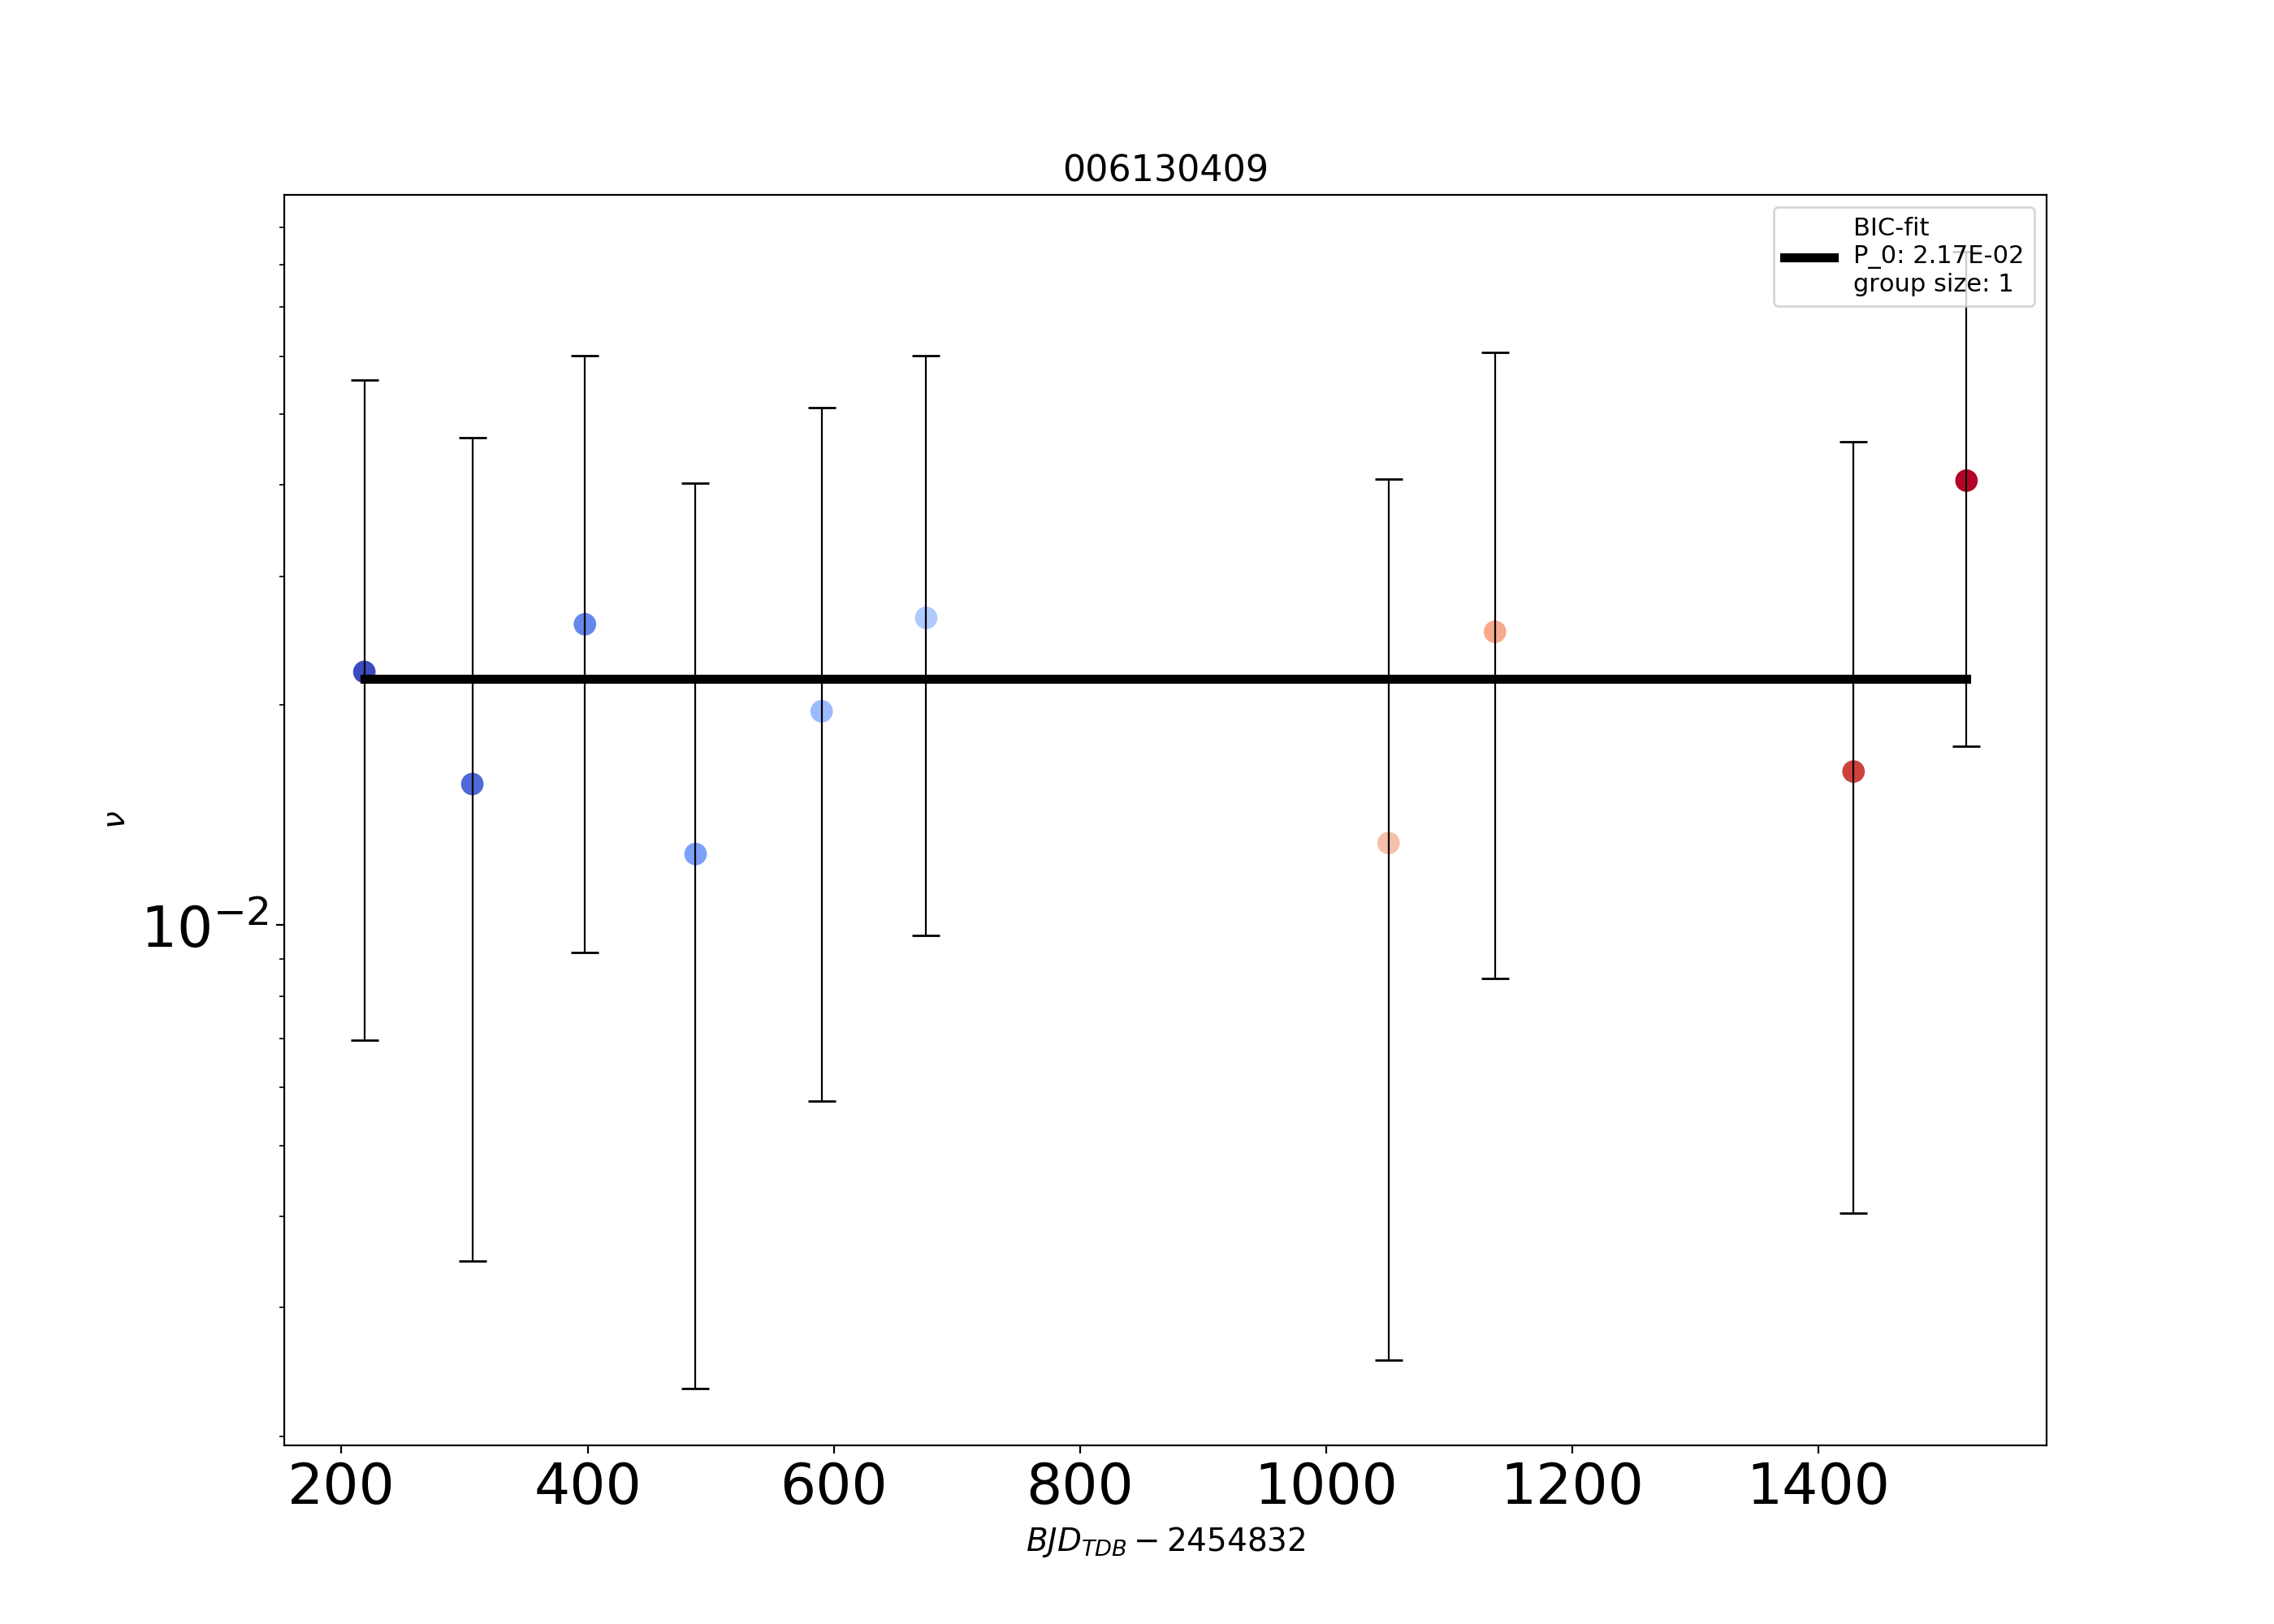 006130409
BIC-fit
P_0: 2.17E-02
group size: 1
ν
10⁻²
200 400 600 800 1000 1200 1400
BJD_TDB − 2454832